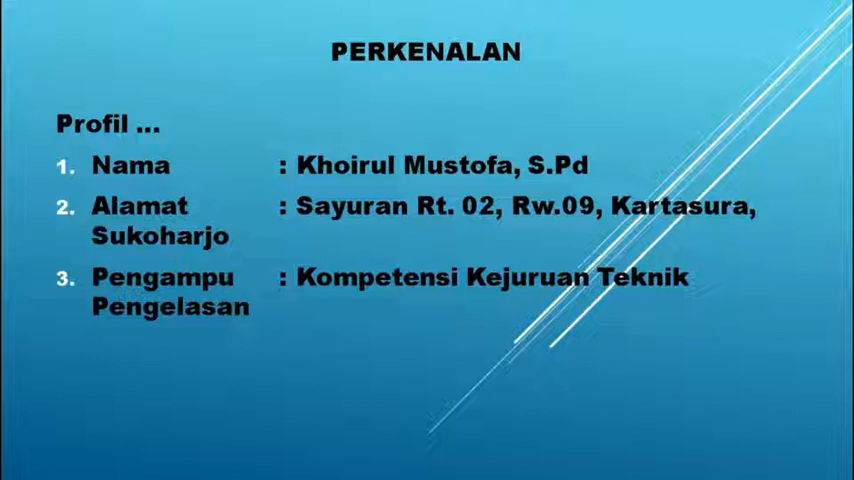 PERKENALAN
Profil ...
1. Nama : Khoirul Mustofa, S.Pd
2. Alamat : Sayuran Rt. 02, Rw.09, Kartasura,
Sukoharjo
3. Pengampu : Kompetensi Kejuruan Teknik
Pengelasan